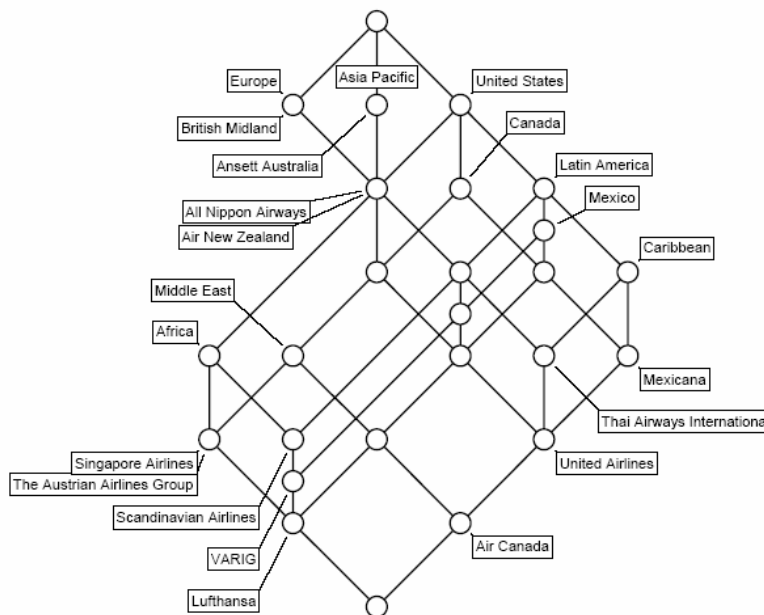 Europe
Asia Pacific
United States
British Midland
Canada
Ansett Australia
Latin America
Mexico
All Nippon Airways
Air New Zealand
Caribbean
Middle East
Africa
Mexicana
Thai Airways International
Singapore Airlines
United Airlines
The Austrian Airlines Group
Scandinavian Airlines
Air Canada
VARIG
Lufthansa